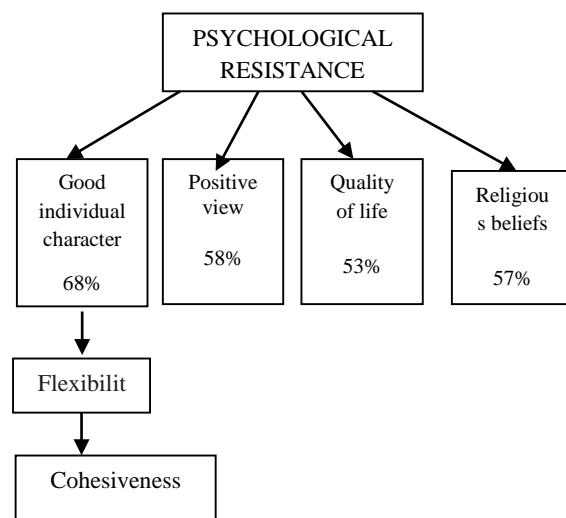 PSYCHOLOGICAL
RESISTANCE
Good
individual
character
68%
Positive
view
58%
Quality
of life
53%
Religiou
s beliefs
57%
Flexibilit
Cohesiveness